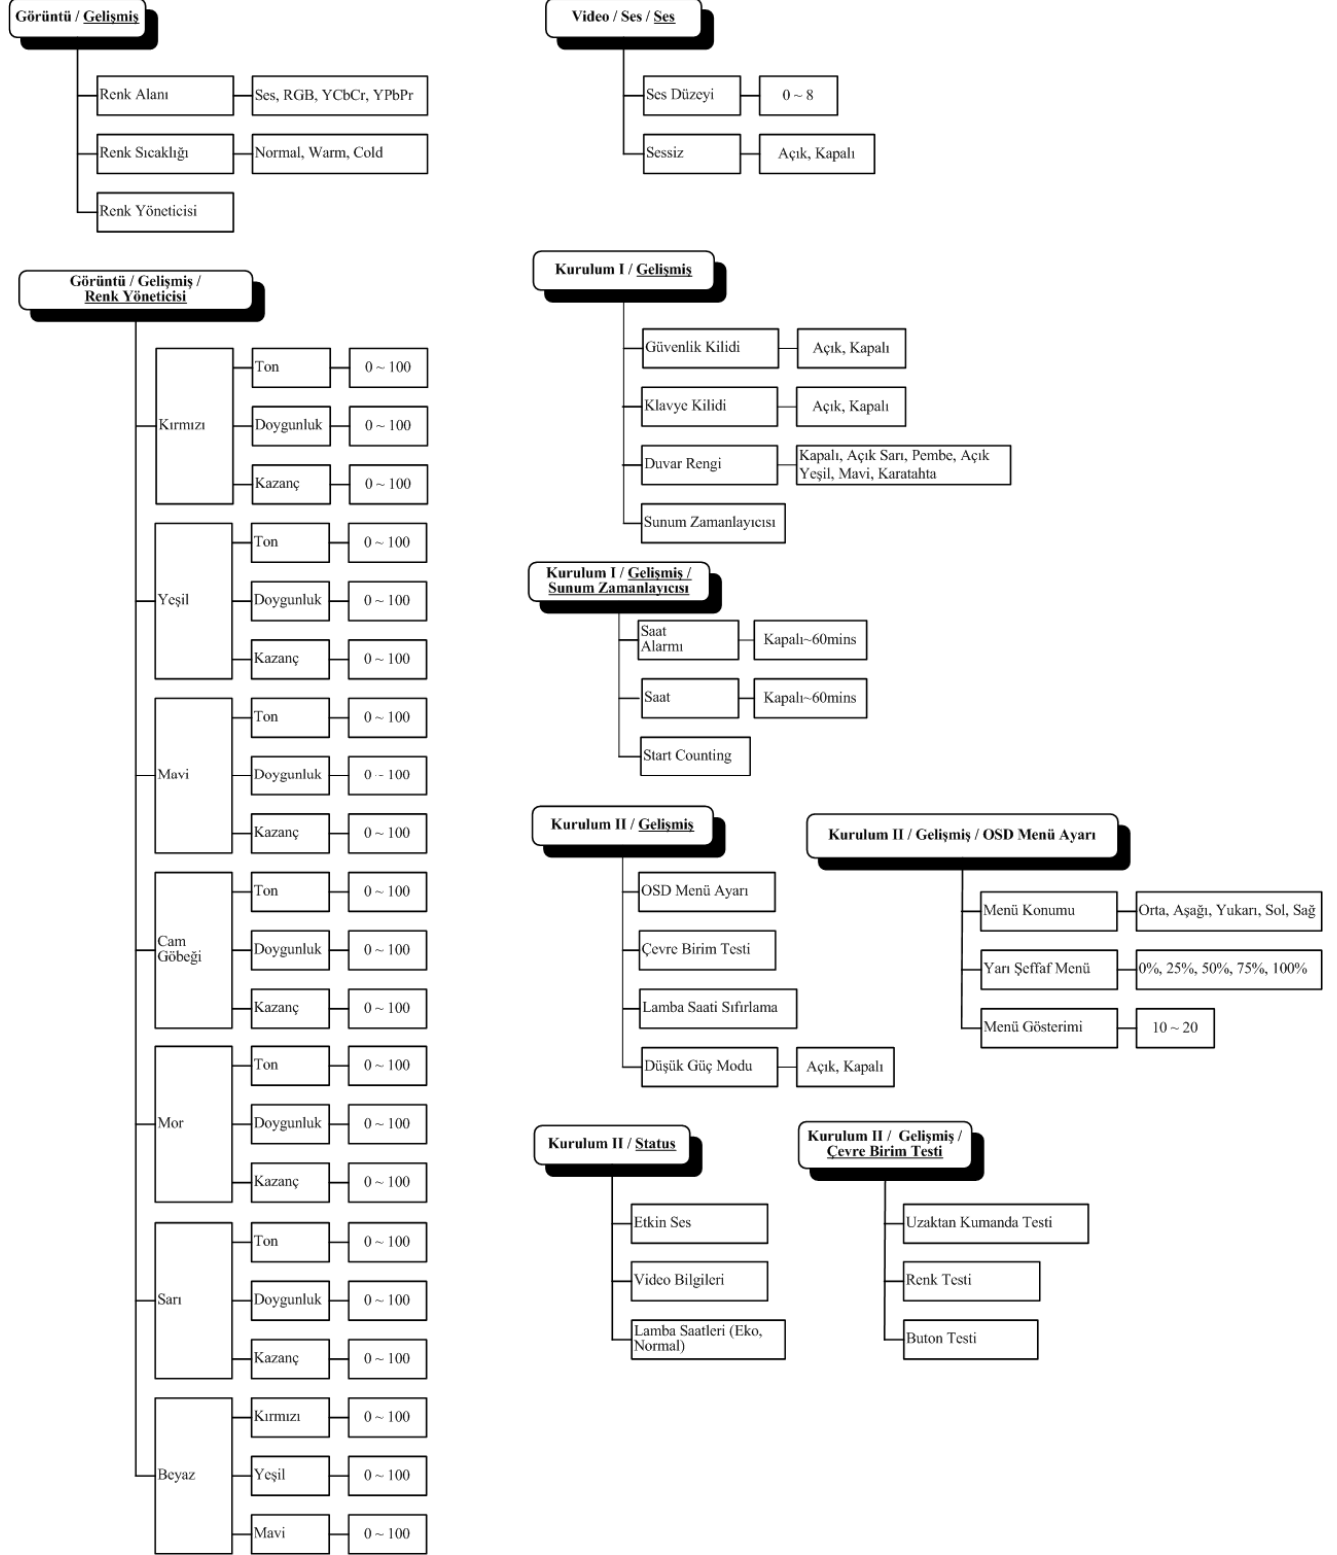 Görüntü / Gelişmiş
Renk Alanı
Ses, RGB, YCbCr, YPbPr
Renk Sıcaklığı
Normal, Warm, Cold
Renk Yöneticisi
Görüntü / Gelişmiş /
Renk Yöneticisi
Kırmızı
Ton
0 ~ 100
Doygunluk
0 ~ 100
Kazanç
0 ~ 100
Yeşil
Ton
0 ~ 100
Doygunluk
0 ~ 100
Kazanç
0 ~ 100
Mavi
Ton
0 ~ 100
Doygunluk
0 ~ 100
Kazanç
0 ~ 100
Cam
Göbeği
Ton
0 ~ 100
Doygunluk
0 ~ 100
Kazanç
0 ~ 100
Mor
Ton
0 ~ 100
Doygunluk
0 ~ 100
Kazanç
0 ~ 100
Sarı
Ton
0 ~ 100
Doygunluk
0 ~ 100
Kazanç
0 ~ 100
Beyaz
Kırmızı
0 ~ 100
Yeşil
0 ~ 100
Mavi
0 ~ 100
Video / Ses / Ses
Ses Düzeyi
0 ~ 8
Sessiz
Açık, Kapalı
Kurulum I / Gelişmiş
Güvenlik Kilidi
Açık, Kapalı
Klavye Kilidi
Açık, Kapalı
Duvar Rengi
Kapalı, Açık Sarı, Pembe, Açık
Yeşil, Mavi, Karatahta
Sunum Zamanlayıcısı
Kurulum I / Gelişmiş /
Sunum Zamanlayıcısı
Saat
Alarmı
Kapalı~60mins
Saat
Kapalı~60mins
Start Counting
Kurulum II / Gelişmiş
OSD Menü Ayarı
Çevre Birim Testi
Lamba Saati Sıfırlama
Düşük Güç Modu
Açık, Kapalı
Kurulum II / Gelişmiş / OSD Menü Ayarı
Menü Konumu
Orta, Aşağı, Yukarı, Sol, Sağ
Yarı Şeffaf Menü
0%, 25%, 50%, 75%, 100%
Menü Gösterimi
10 ~ 20
Kurulum II / Status
Etkin Ses
Video Bilgileri
Lamba Saatleri (Eko,
Normal)
Kurulum II / Gelişmiş /
Çevre Birim Testi
Uzaktan Kumanda Testi
Renk Testi
Buton Testi